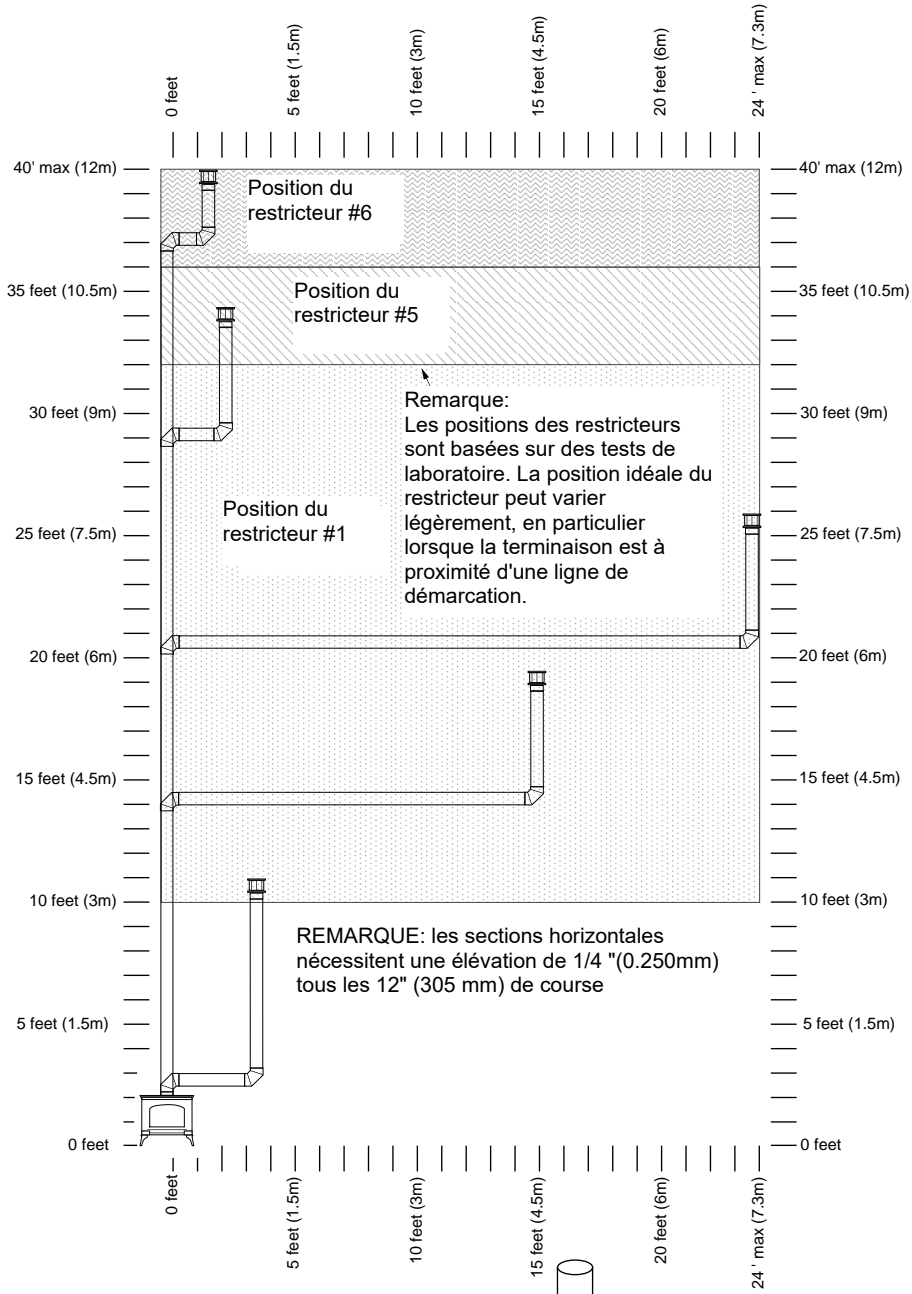 0 feet
5 feet (1.5m)
10 feet (3m)
15 feet (4.5m)
20 feet (6m)
24 ' max (7.3m)
40' max (12m)
40' max (12m)
Position du
restricteur #6
35 feet (10.5m)
35 feet (10.5m)
Position du
restricteur #5
30 feet (9m)
30 feet (9m)
Remarque:
Les positions des restricteurs
sont basées sur des tests de
laboratoire. La position idéale du
restricteur peut varier
légèrement, en particulier
lorsque la terminaison est à
proximité d'une ligne de
démarcation.
Position du
restricteur #1
25 feet (7.5m)
25 feet (7.5m)
20 feet (6m)
20 feet (6m)
15 feet (4.5m)
15 feet (4.5m)
10 feet (3m)
10 feet (3m)
REMARQUE: les sections horizontales
nécessitent une élévation de 1/4 "(0.250mm)
tous les 12" (305 mm) de course
5 feet (1.5m)
5 feet (1.5m)
0 feet
0 feet
0 feet
5 feet (1.5m)
10 feet (3m)
15 feet (4.5m)
20 feet (6m)
24 ' max (7.3m)